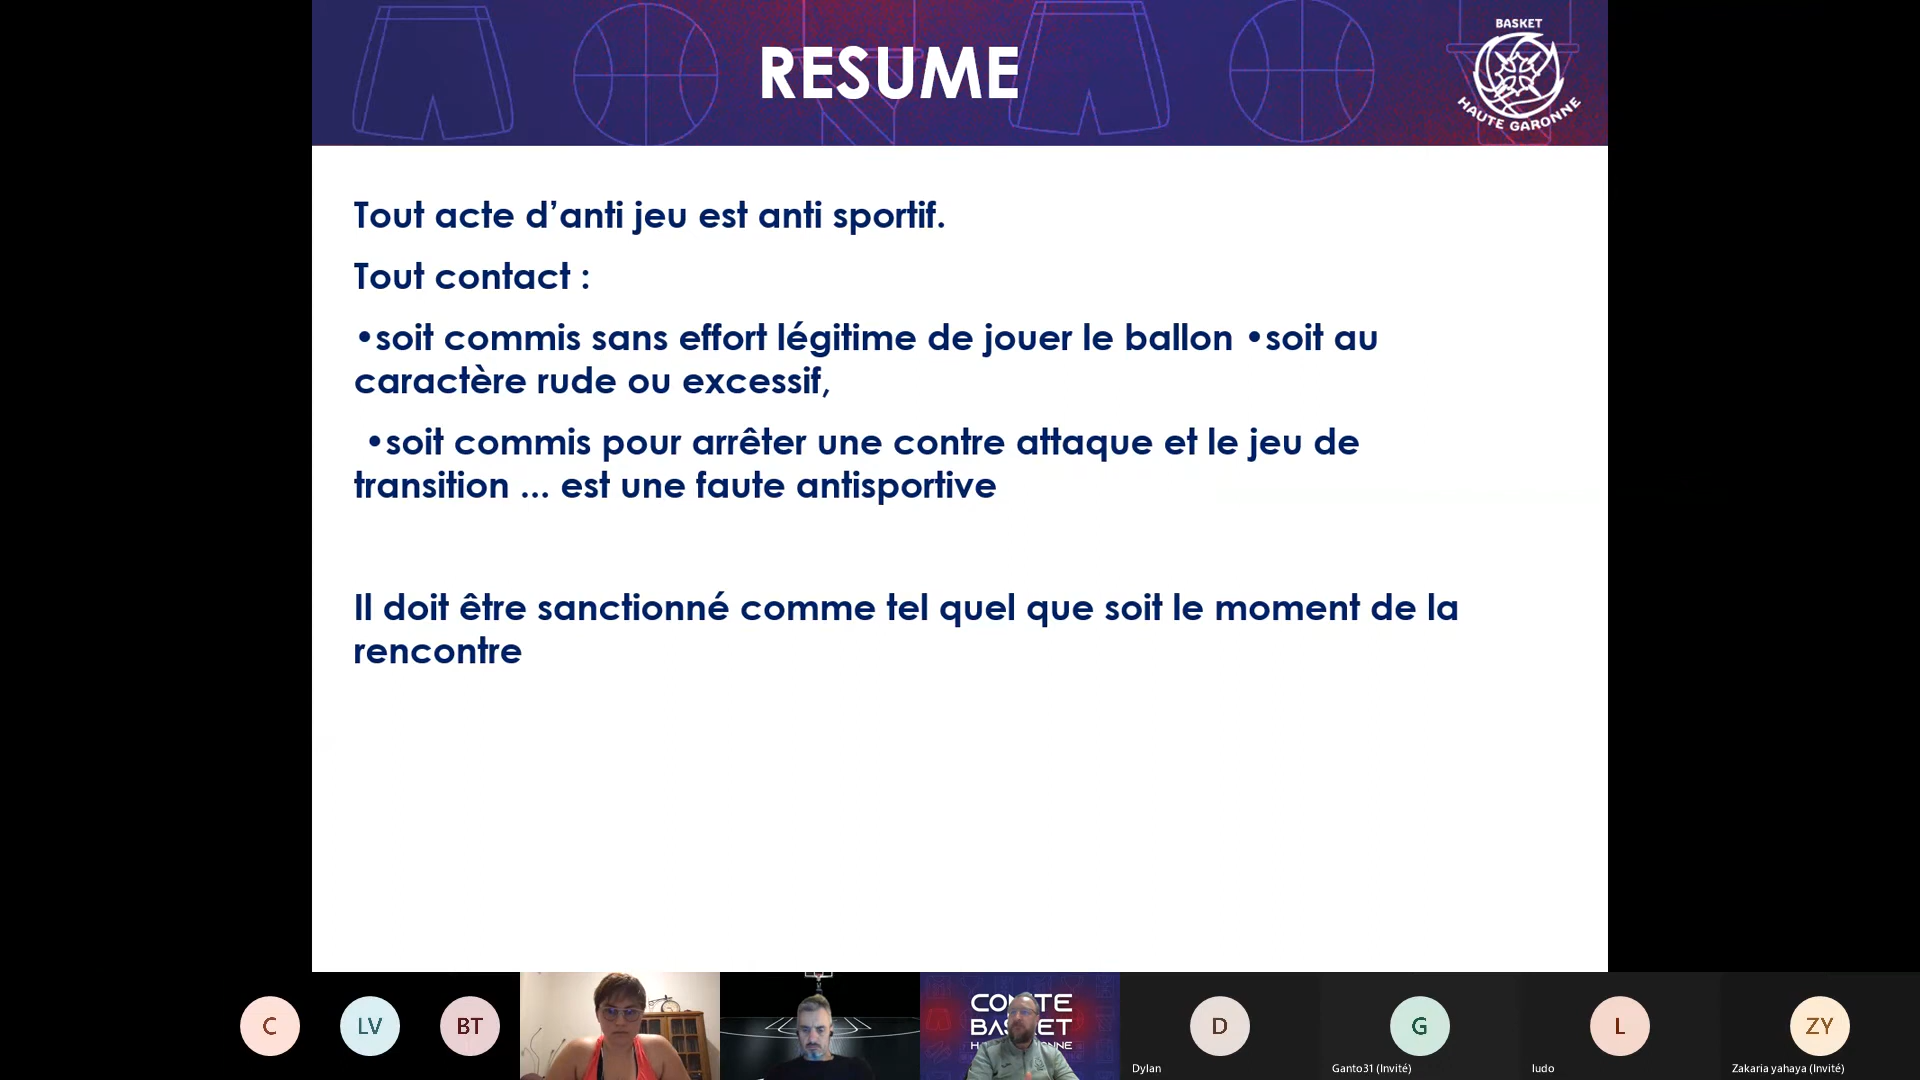 RESUME
BASKET
HAUTE GARONNE
Tout acte d’anti jeu est anti sportif.
Tout contact :
•soit commis sans effort légitime de jouer le ballon •soit au
caractère rude ou excessif,
•soit commis pour arrêter une contre attaque et le jeu de
transition ... est une faute antisportive
Il doit être sanctionné comme tel quel que soit le moment de la
rencontre
C
LV
BT
D
G
L
ZY
Dylan
Ganto31 (Invité)
ludo
Zakaria yahaya (Invité)